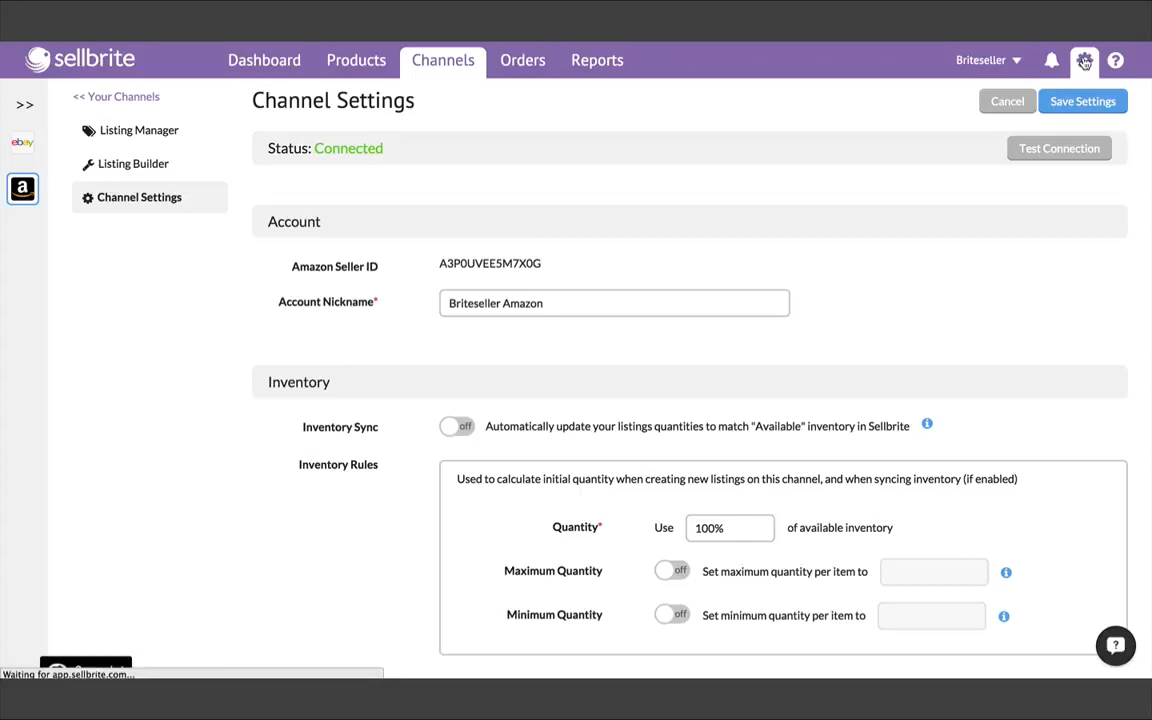 sellbrite
Dashboard
Products
Channels
Orders
Reports
Briteseller
?
>>
<< Your Channels
Channel Settings
Cancel
Save Settings
ebay
a
Listing Manager
Listing Builder
Channel Settings
Status: Connected
Test Connection
Account
Amazon Seller ID
A3P0UVEE5M7X0G
Account Nickname*
Briteseller Amazon
Inventory
Inventory Sync
off
Automatically update your listings quantities to match "Available" inventory in Sellbrite
i
Inventory Rules
Used to calculate initial quantity when creating new listings on this channel, and when syncing inventory (if enabled)
Quantity*
Use
100%
of available inventory
Maximum Quantity
off
Set maximum quantity per item to
i
Minimum Quantity
off
Set minimum quantity per item to
i
?
Waiting for app.sellbrite.com...